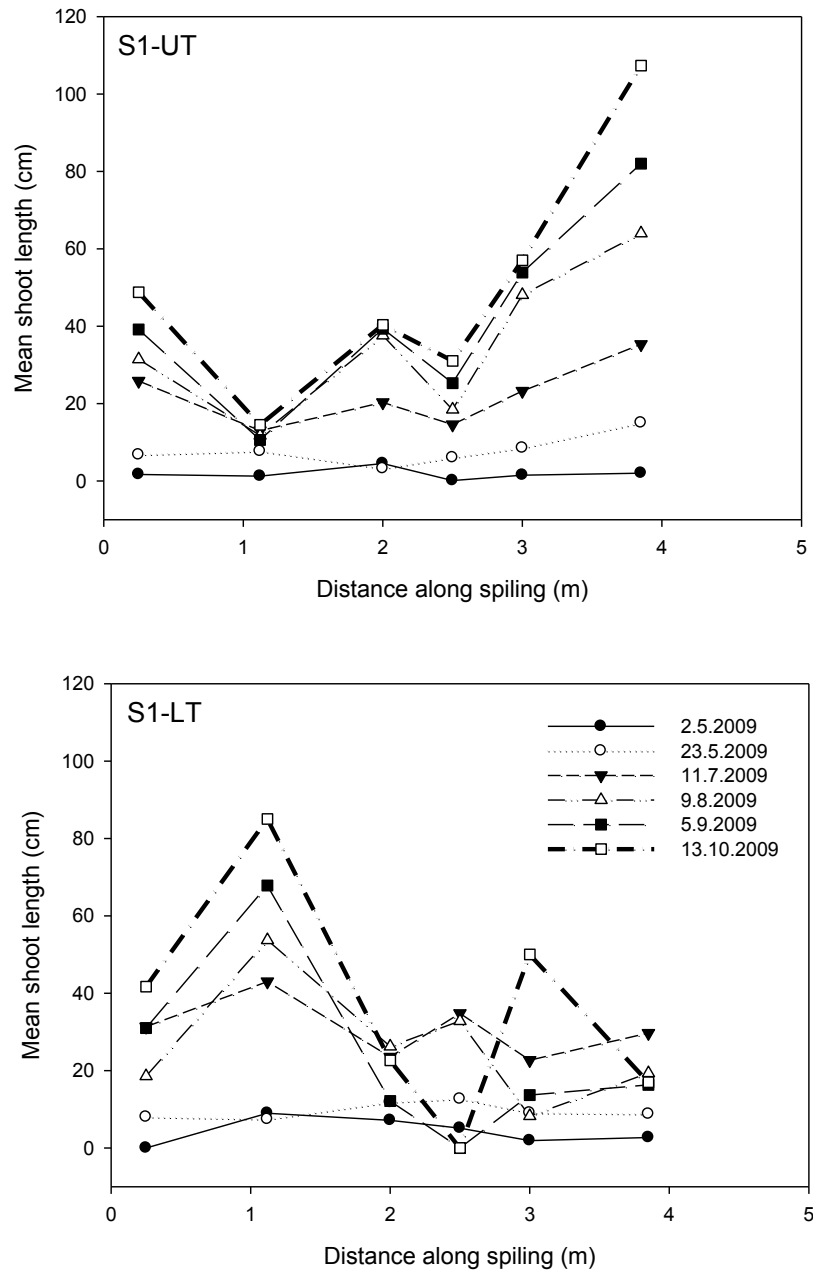 S1-UT
Mean shoot length (cm)
120
100
80
60
40
20
0
0 1 2 3 4 5
Distance along spiling (m)
S1-LT
Mean shoot length (cm)
120
100
80
60
40
20
0
2.5.2009
23.5.2009
11.7.2009
9.8.2009
5.9.2009
13.10.2009
0 1 2 3 4 5
Distance along spiling (m)